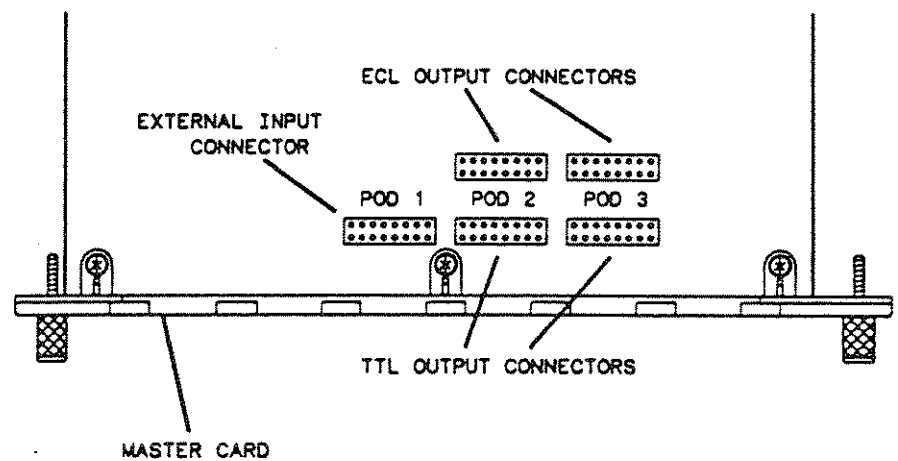 ECL OUTPUT CONNECTORS
EXTERNAL INPUT
CONNECTOR
POD 1
POD 2
POD 3
TTL OUTPUT CONNECTORS
MASTER CARD